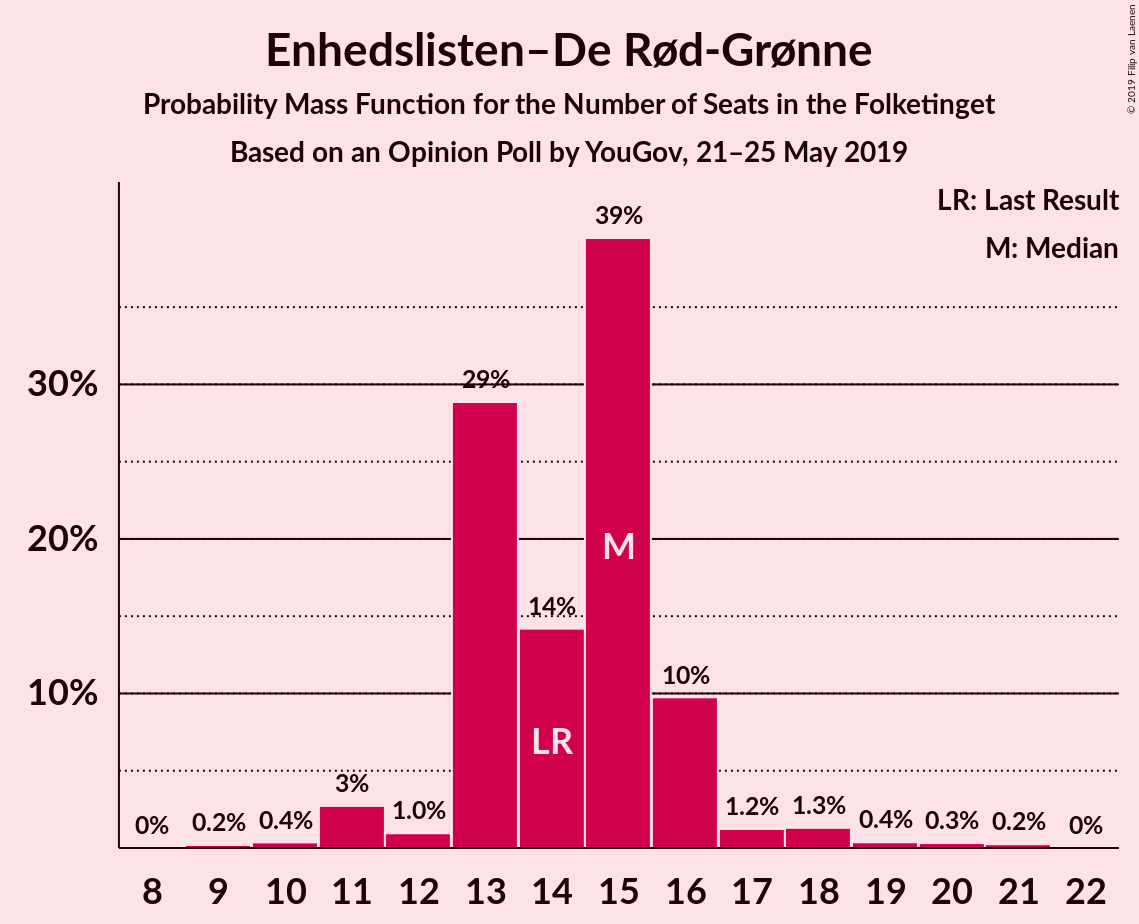 Enhedslisten–De Rød-Grønne
Probability Mass Function for the Number of Seats in the Folketinget
Based on an Opinion Poll by YouGov, 21–25 May 2019
© 2019 Filip van Laenen
LR: Last Result
M: Median
30%
20%
10%
0%
0.2%
0.4%
3%
1.0%
29%
14%
39%
10%
1.2%
1.3%
0.4%
0.3%
0.2%
0%
LR
M
8 9 10 11 12 13 14 15 16 17 18 19 20 21 22